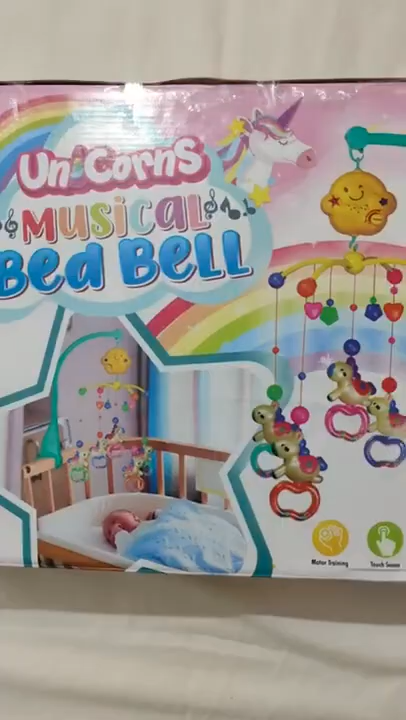 Unicorns
Musical
Bed Bell
Motor Training
Touch Sense